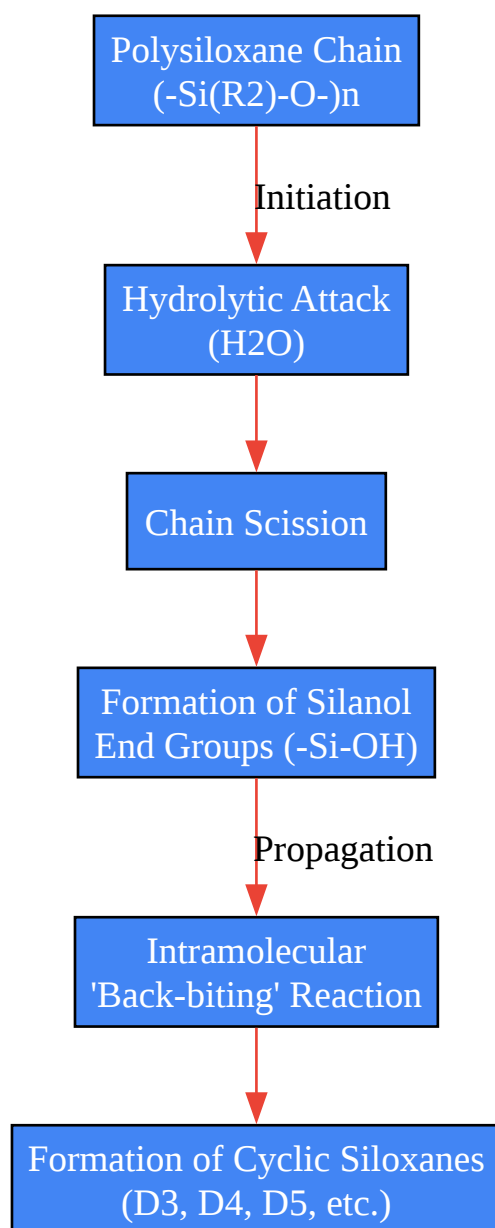 Polysiloxane Chain
(-Si(R2)-O-)n
Initiation
Hydrolytic Attack
(H2O)
Chain Scission
Formation of Silanol
End Groups (-Si-OH)
Propagation
Intramolecular
'Back-biting' Reaction
Formation of Cyclic Siloxanes
(D3, D4, D5, etc.)